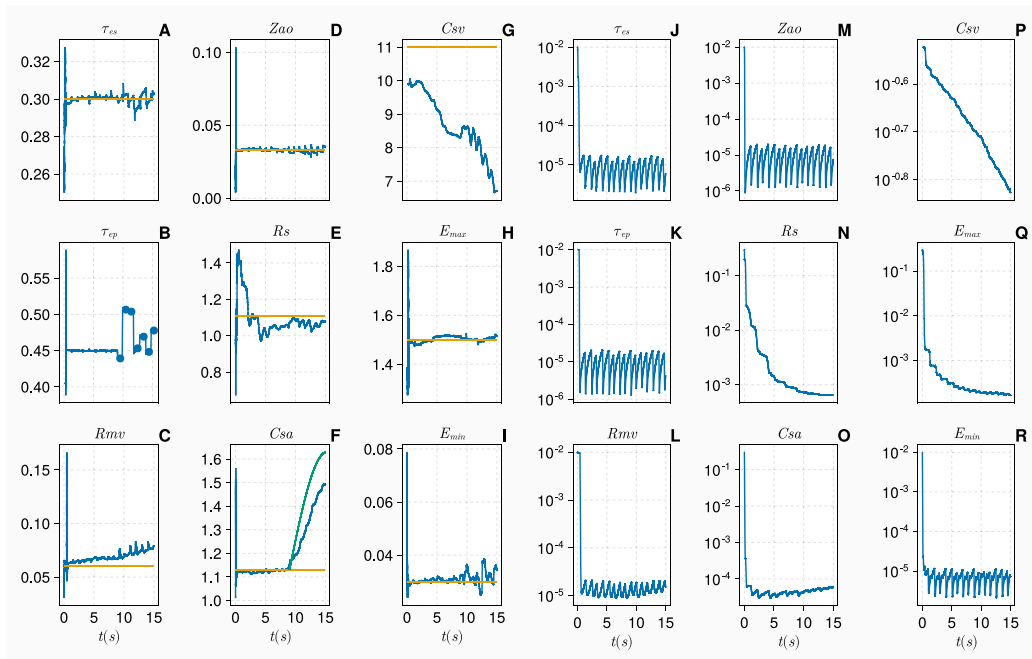 τes A
0.32
0.30
0.28
0.26
Zao D
0.10
0.05
0.00
Csv G
11
10
9
8
7
τes J
10^-2
10^-3
10^-4
10^-5
Zao M
10^-2
10^-3
10^-4
10^-5
10^-6
Csv P
10^-0.6
10^-0.7
10^-0.8
τep B
0.55
0.50
0.45
0.40
Rs E
1.4
1.2
1.0
0.8
Emax H
1.8
1.6
1.4
τep K
10^-2
10^-3
10^-4
10^-5
10^-6
Rs N
10^-1
10^-2
10^-3
Emax Q
10^-1
10^-2
10^-3
Rmv C
0.15
0.10
0.05
0 5 10 15
t(s)
Csa F
1.6
1.5
1.4
1.3
1.2
1.1
1.0
0 5 10 15
t(s)
Emin I
0.08
0.06
0.04
0 5 10 15
t(s)
Rmv L
10^-2
10^-3
10^-4
10^-5
0 5 10 15
t(s)
Csa O
10^-1
10^-2
10^-3
10^-4
0 5 10 15
t(s)
Emin R
10^-2
10^-3
10^-4
10^-5
10^-6
0 5 10 15
t(s)